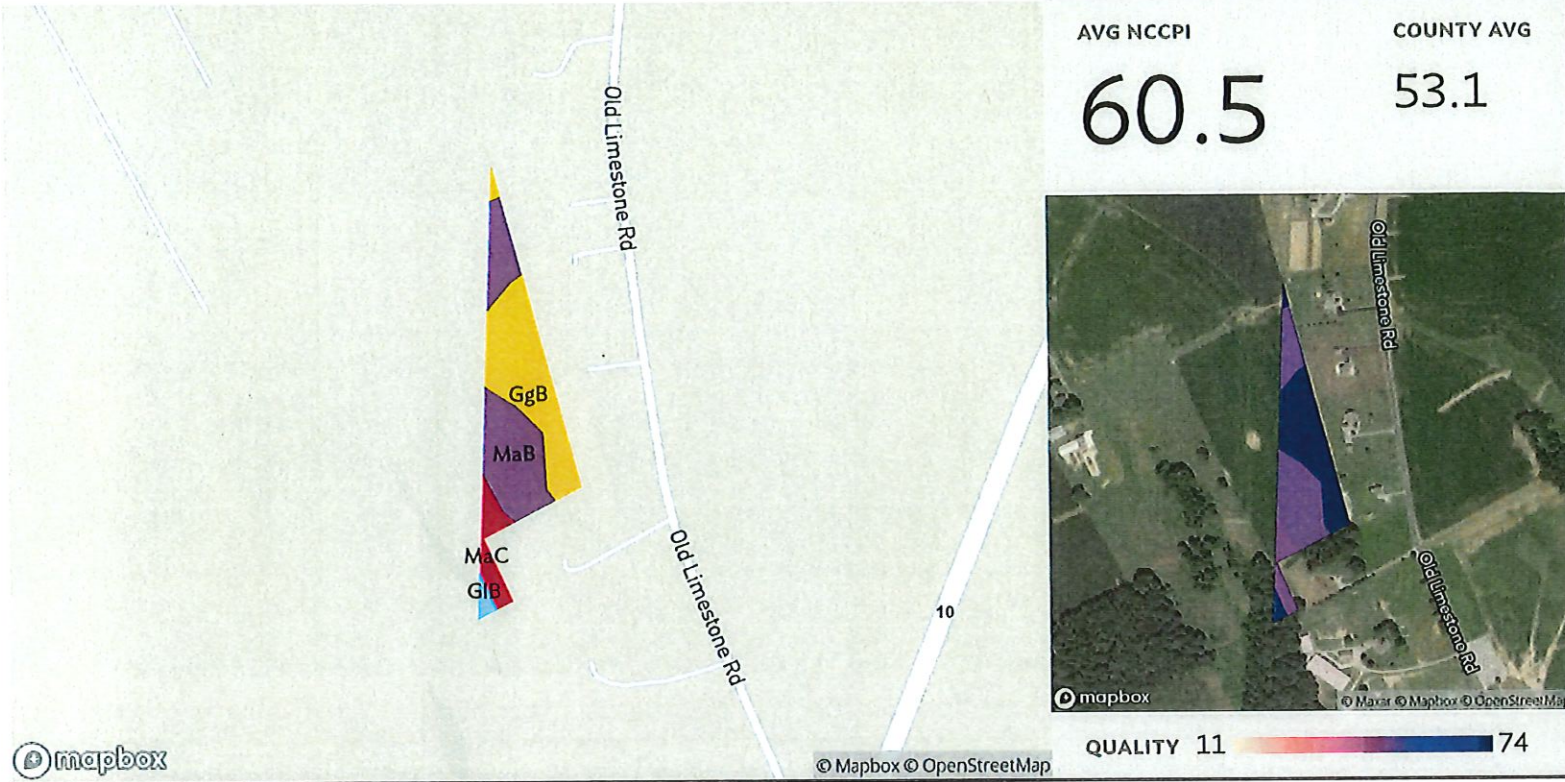 Old Limestone Rd
GgB
MaB
MaC
GlB
Old Limestone Rd
10
mapbox
© Mapbox © OpenStreetMap
AVG NCCPI
60.5
COUNTY AVG
53.1
Old Limestone Rd
Old Limestone Rd
mapbox
© Maxar © Mapbox © OpenStreetMap
QUALITY 11 74